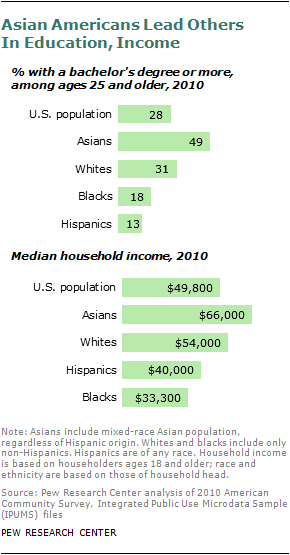 Asian Americans Lead Others
In Education, Income
% with a bachelor's degree or more,
among ages 25 and older, 2010
U.S. population 28
Asians 49
Whites 31
Blacks 18
Hispanics 13
Median household income, 2010
U.S. population $49,800
Asians $66,000
Whites $54,000
Hispanics $40,000
Blacks $33,300
Note: Asians include mixed-race Asian population,
regardless of Hispanic origin. Whites and blacks include only
non-Hispanics. Hispanics are of any race. Household income
is based on householders ages 18 and older; race and
ethnicity are based on those of household head.
Source: Pew Research Center analysis of 2010 American
Community Survey, Integrated Public Use Microdata Sample
(IPUMS) files
PEW RESEARCH CENTER